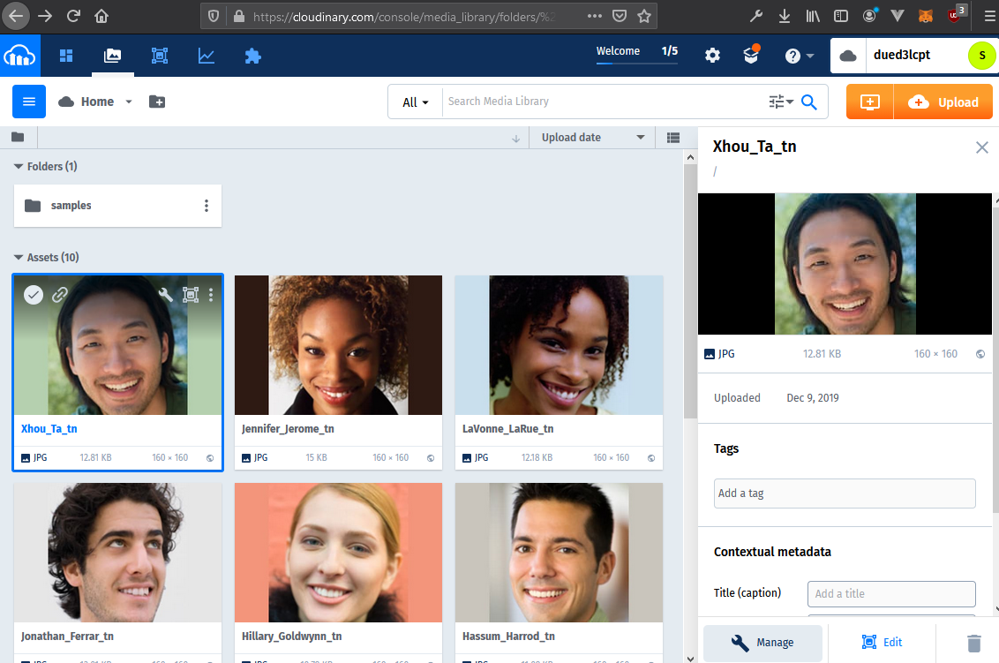 https://cloudinary.com/console/media_library/folders/%2
3
Welcome 1/5
dued3lcpt
S
Home
All
Search Media Library
Upload
Upload date
Folders (1)
samples
Assets (10)
Xhou_Ta_tn
JPG 12.81 KB 160 × 160
Jennifer_Jerome_tn
JPG 15 KB 160 × 160
LaVonne_LaRue_tn
JPG 12.18 KB 160 × 160
Jonathan_Ferrar_tn
Hillary_Goldwynn_tn
Hassum_Harrod_tn
Xhou_Ta_tn
/
JPG 12.81 KB 160 × 160
Uploaded Dec 9, 2019
Tags
Add a tag
Contextual metadata
Title (caption) Add a title
Manage
Edit